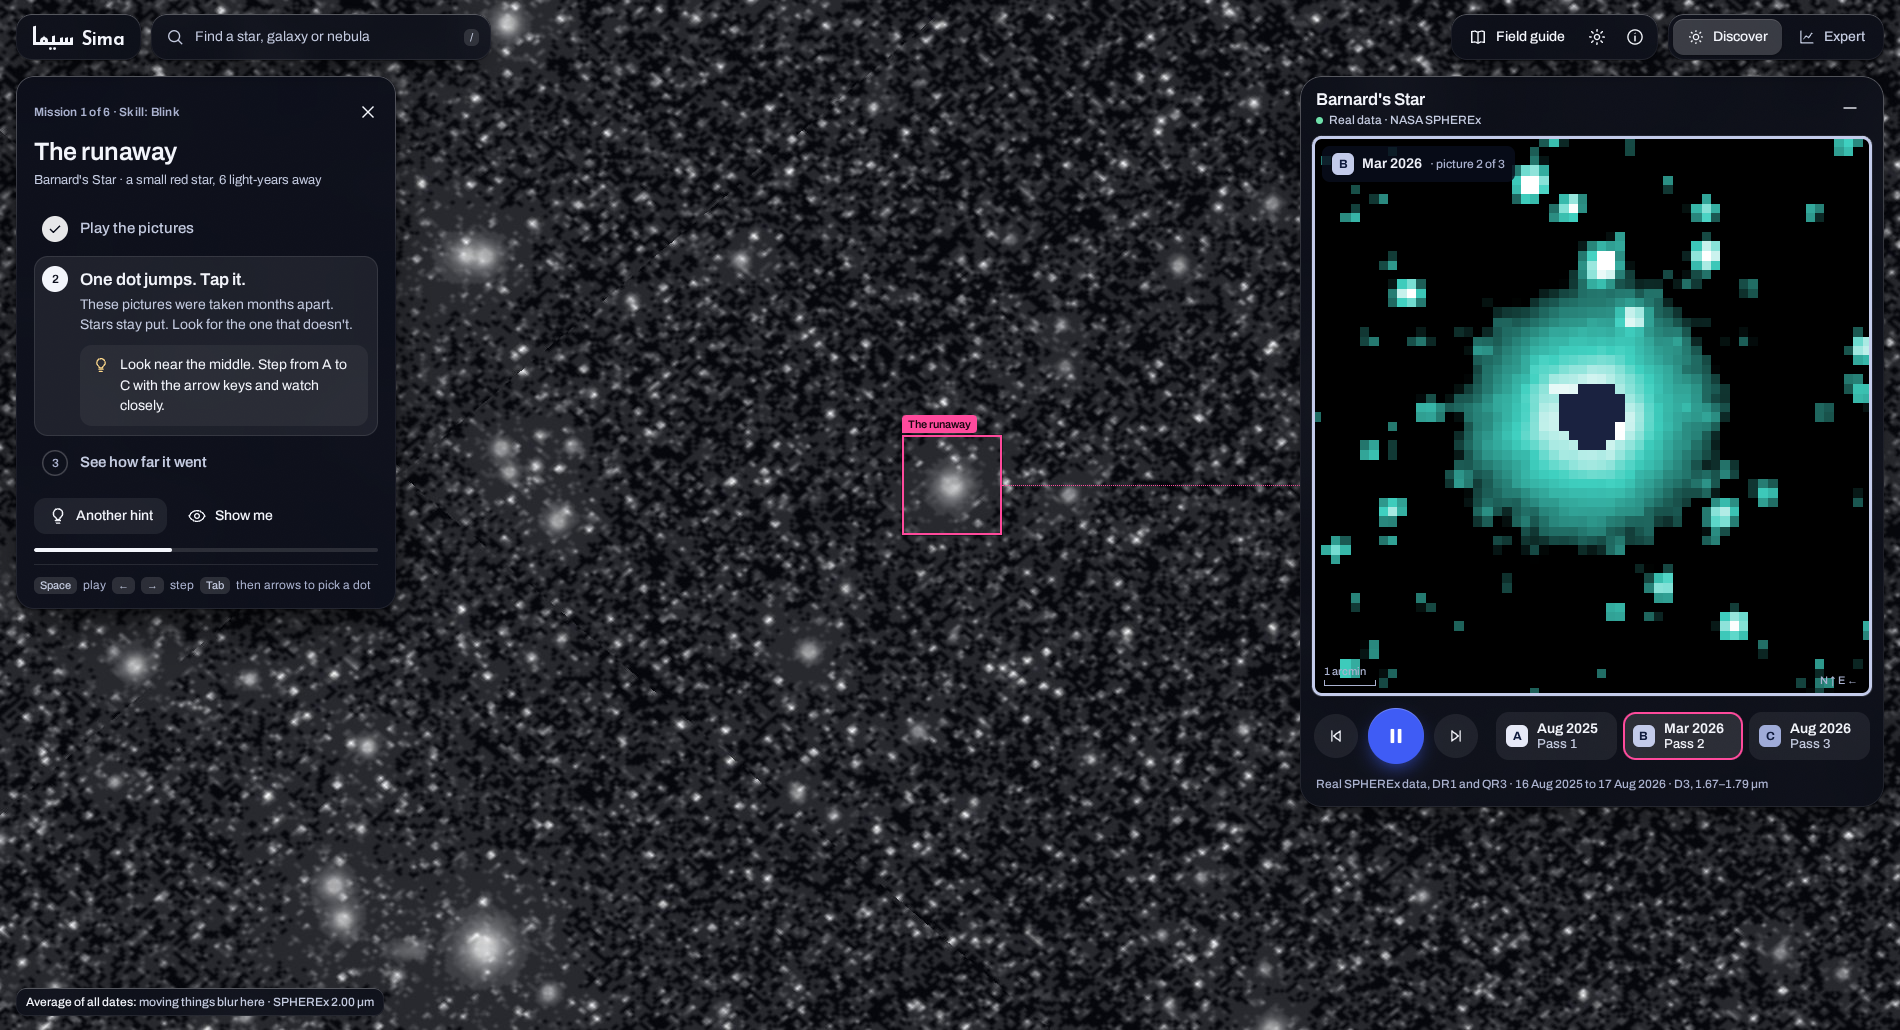 سيما Sima
Find a star, galaxy or nebula
/
Field guide
Discover
Expert
Mission 1 of 6 · Skill: Blink
The runaway
Barnard's Star · a small red star, 6 light-years away
Play the pictures
2
One dot jumps. Tap it.
These pictures were taken months apart.
Stars stay put. Look for the one that doesn't.
Look near the middle. Step from A to
C with the arrow keys and watch
closely.
3
See how far it went
Another hint
Show me
Space play ← → step Tab then arrows to pick a dot
The runaway
Barnard's Star
Real data · NASA SPHEREx
B Mar 2026 · picture 2 of 3
1 arcmin
N ↑ E ←
A Aug 2025
Pass 1
B Mar 2026
Pass 2
C Aug 2026
Pass 3
Real SPHEREx data, DR1 and QR3 · 16 Aug 2025 to 17 Aug 2026 · D3, 1.67–1.79 µm
Average of all dates: moving things blur here · SPHEREx 2.00 µm